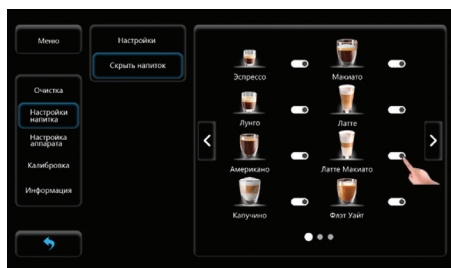 Меню
Настройки
Скрыть напиток
Очистка
Настройки
напитка
Настройка
аппарата
Калибровка
Информация
Эспрессо
Макиато
Лунго
Латте
Американо
Латте Макиато
Капучино
Флэт Уайт